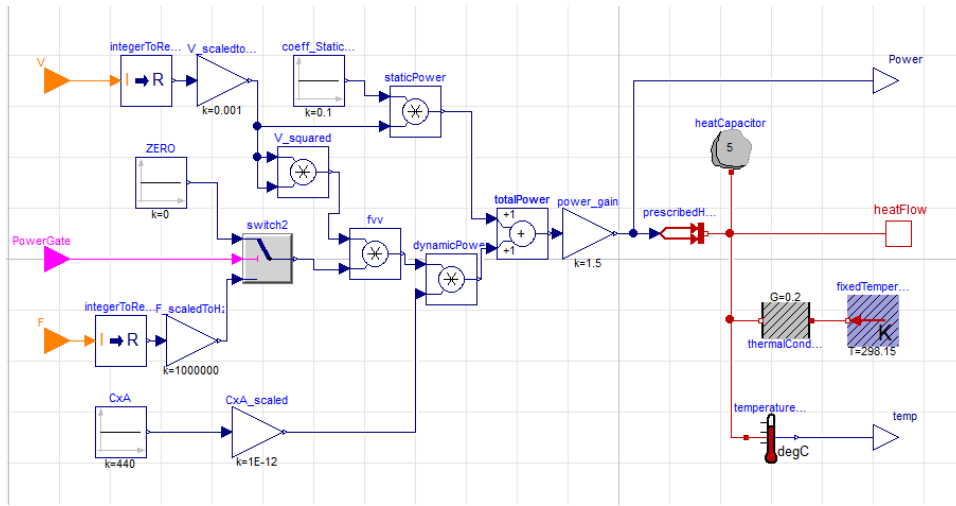 integerToRe...
V_scaledto...
coeff_Static...
V
I
R
k=0.001
k=0.1
staticPower
Power
heatCapacitor
5
ZERO
V_squared
k=0
totalPower
power_gain
prescribedH...
heatFlow
PowerGate
switch2
fvv
dynamicPowe
+1
+
+1
k=1.5
integerToRe...
F_scaledToHz
G=0.2
fixedTemper...
F
I
R
K
thermalCond...
T=298.15
k=1000000
CxA
CxA_scaled
temperature...
temp
degC
k=440
k=1E-12